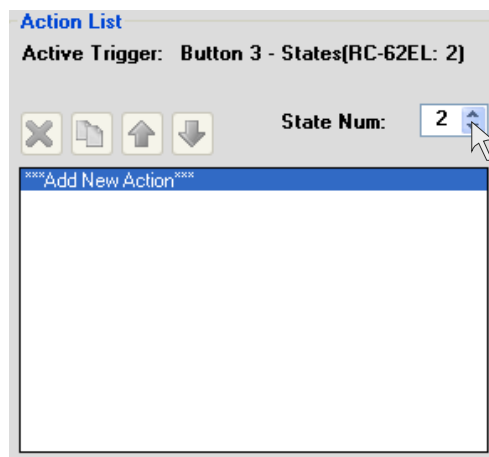 Action List
Active Trigger: Button 3 - States(RC-62EL: 2)
State Num: 2
***Add New Action***